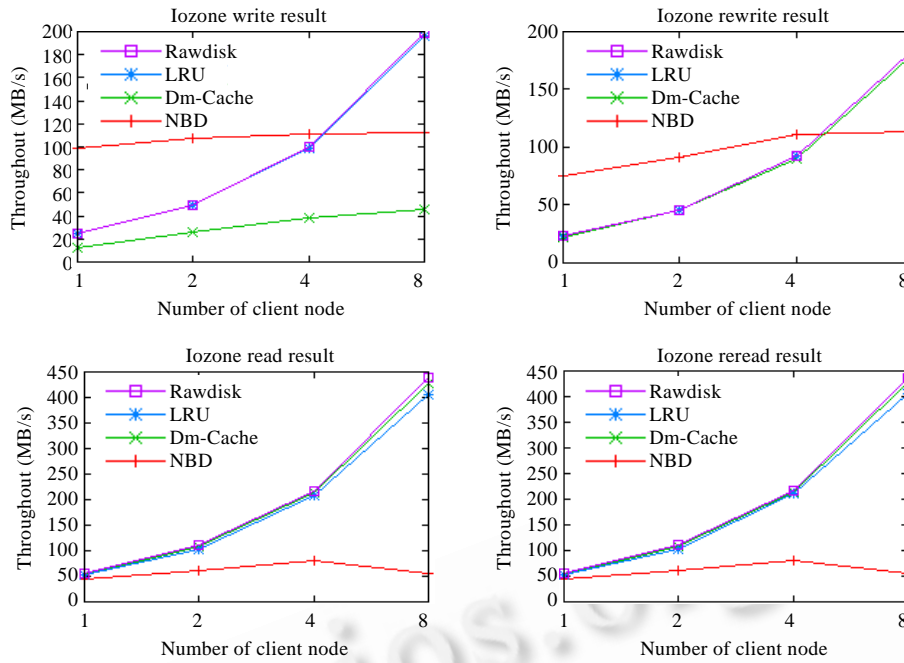 Iozone write result
200
180
160
140
120
100
80
60
40
20
0
Throughout (MB/s)
Rawdisk
LRU
Dm-Cache
NBD
1 2 4 8
Number of client node
Iozone rewrite result
200
150
100
50
0
Throughout (MB/s)
Rawdisk
LRU
Dm-Cache
NBD
1 2 4 8
Number of client node
Iozone read result
450
400
350
300
250
200
150
100
50
0
Throughout (MB/s)
Rawdisk
LRU
Dm-Cache
NBD
1 2 4 8
Number of client node
Iozone reread result
450
400
350
300
250
200
150
100
50
0
Throughout (MB/s)
Rawdisk
LRU
Dm-Cache
NBD
1 2 4 8
Number of client node